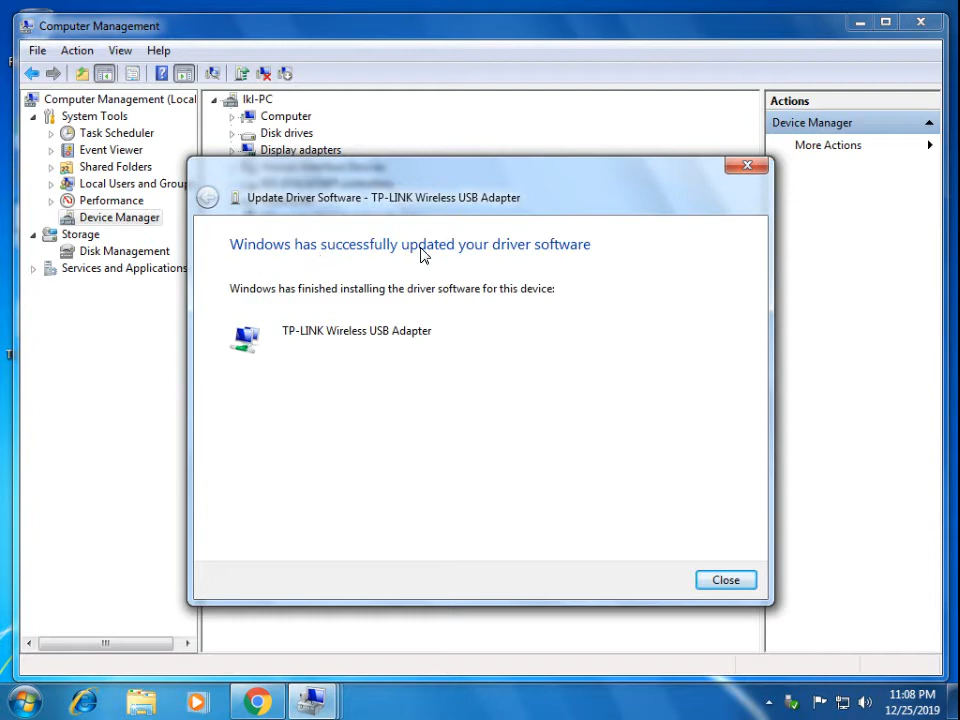 Computer Management
File Action View Help
Computer Management (Local
System Tools
Task Scheduler
Event Viewer
Shared Folders
Local Users and Group
Performance
Device Manager
Storage
Disk Management
Services and Applications
lkl-PC
Computer
Disk drives
Display adapters
Actions
Device Manager
More Actions
Update Driver Software - TP-LINK Wireless USB Adapter
Windows has successfully updated your driver software
Windows has finished installing the driver software for this device:
TP-LINK Wireless USB Adapter
Close
11:08 PM
12/25/2019